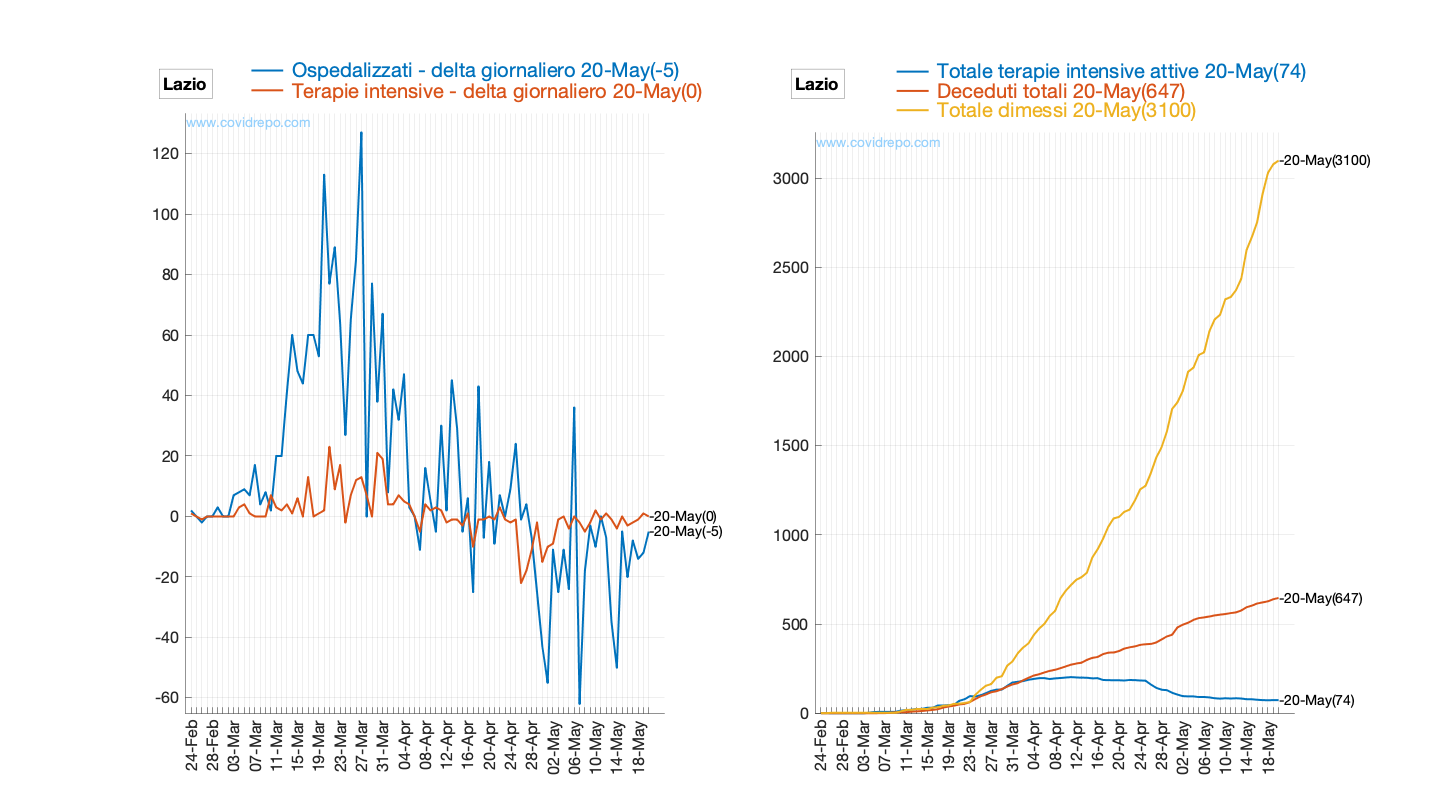 Lazio
Ospedalizzati - delta giornaliero 20-May(-5)
Terapie intensive - delta giornaliero 20-May(0)
www.covidrepo.com
120
100
80
60
40
20
0
-20
-40
-60
-20-May(0)
-20-May(-5)
24-Feb
28-Feb
03-Mar
07-Mar
11-Mar
15-Mar
19-Mar
23-Mar
27-Mar
31-Mar
04-Apr
08-Apr
12-Apr
16-Apr
20-Apr
24-Apr
28-Apr
02-May
06-May
10-May
14-May
18-May
Lazio
Totale terapie intensive attive 20-May(74)
Deceduti totali 20-May(647)
Totale dimessi 20-May(3100)
www.covidrepo.com
3000
2500
2000
1500
1000
500
0
-20-May(3100)
-20-May(647)
-20-May(74)
24-Feb
28-Feb
03-Mar
07-Mar
11-Mar
15-Mar
19-Mar
23-Mar
27-Mar
31-Mar
04-Apr
08-Apr
12-Apr
16-Apr
20-Apr
24-Apr
28-Apr
02-May
06-May
10-May
14-May
18-May